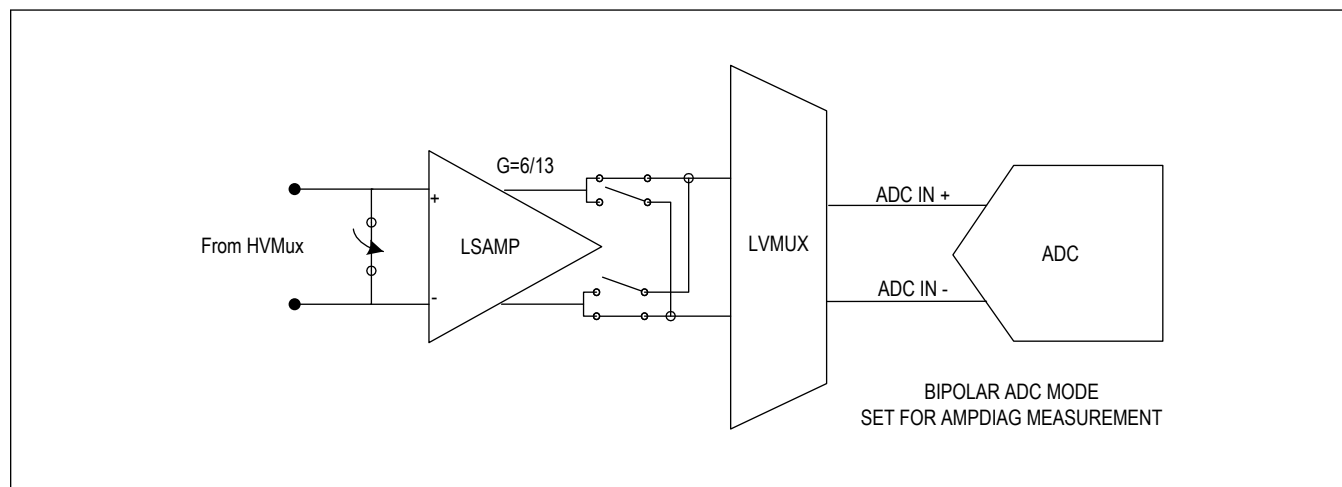 G=6/13
From HVMux
+
-
LSAMP
LVMUX
ADC IN +
ADC IN -
ADC
BIPOLAR ADC MODE
SET FOR AMPDIAG MEASUREMENT